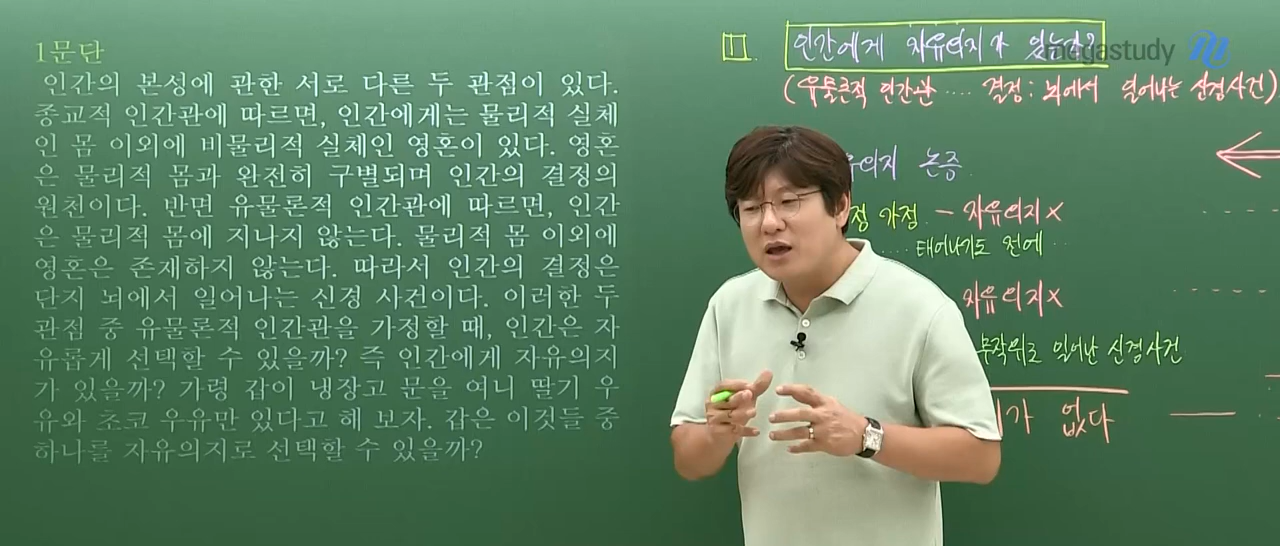 1문단
인간의 본성에 관한 서로 다른 두 관점이 있다.
종교적 인간관에 따르면, 인간에게는 물리적 실체
인 몸 이외에 비물리적 실체인 영혼이 있다. 영혼
은 물리적 몸과 완전히 구별되며 인간의 결정의
원천이다. 반면 유물론적 인간관에 따르면, 인간
은 물리적 몸에 지나지 않는다. 물리적 몸 이외에
영혼은 존재하지 않는다. 따라서 인간의 결정은
단지 뇌에서 일어나는 신경 사건이다. 이러한 두
관점 중 유물론적 인간관을 가정할 때, 인간은 자
유롭게 선택할 수 있을까? 즉 인간에게 자유의지
가 있을까? 가령 갑이 냉장고 문을 여니 딸기 우
유와 초코 우유만 있다고 해 보자. 갑은 이것들 중
하나를 자유의지로 선택할 수 있을까?
1. 인간에게 자유의지가 있는가?
megastudy
(유물론적 인간관 .... 결정: 뇌에서 일어나는 신경사건)
유의지 논증
정 가정 - 자유의지 X
.... 태어나기도 전에 ..
자유의지 X
무작위로 일어난 신경사건
가 없다